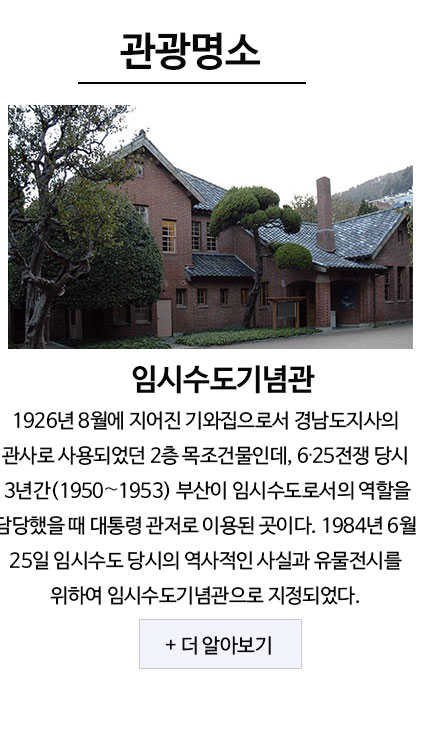 관광명소
임시수도기념관
1926년 8월에 지어진 기와집으로서 경남도지사의
관사로 사용되었던 2층 목조건물인데, 6·25전쟁 당시
3년간(1950~1953) 부산이 임시수도로서의 역할을
담당했을 때 대통령 관저로 이용된 곳이다. 1984년 6월
25일 임시수도 당시의 역사적인 사실과 유물전시를
위하여 임시수도기념관으로 지정되었다.
+ 더 알아보기